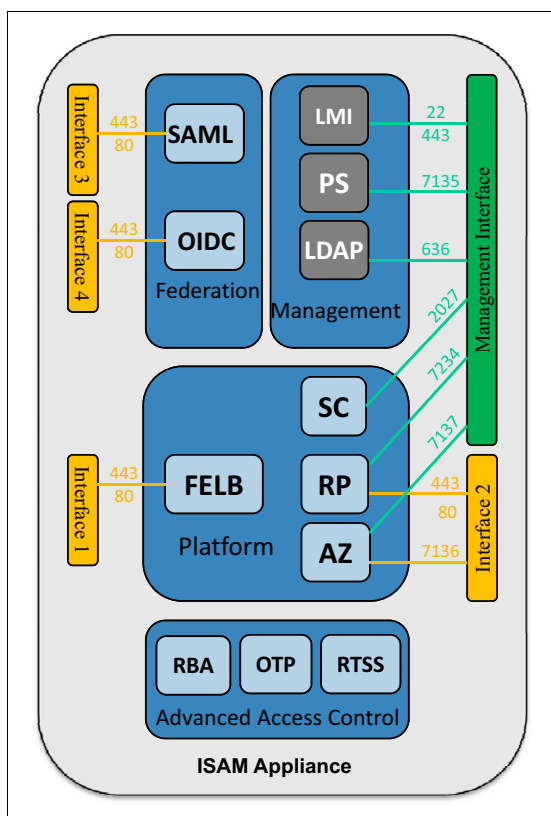 Interface 3
443
80
SAML
Interface 4
443
80
OIDC
Federation
LMI
22
443
PS
7135
LDAP
636
Management
Management Interface
2027
7234
7137
SC
Interface 1
443
80
FELB
RP
443
80
Platform
AZ
7136
Interface 2
RBA
OTP
RTSS
Advanced Access Control
ISAM Appliance